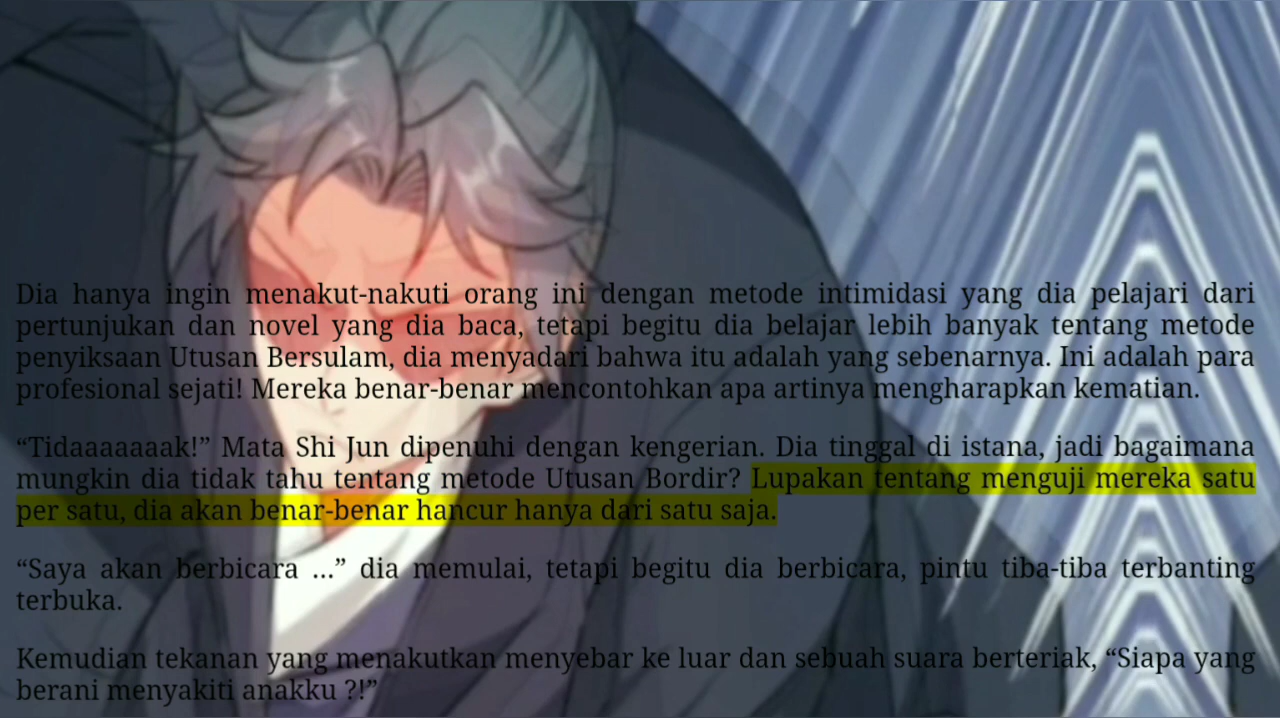 Dia hanya ingin menakut-nakuti orang ini dengan metode intimidasi yang dia pelajari dari
pertunjukan dan novel yang dia baca, tetapi begitu dia belajar lebih banyak tentang metode
penyiksaan Utusan Bersulam, dia menyadari bahwa itu adalah yang sebenarnya. Ini adalah para
profesional sejati! Mereka benar-benar mencontohkan apa artinya mengharapkan kematian.
“Tidaaaaaaak!” Mata Shi Jun dipenuhi dengan kengerian. Dia tinggal di istana, jadi bagaimana
mungkin dia tidak tahu tentang metode Utusan Bordir? Lupakan tentang menguji mereka satu
per satu, dia akan benar-benar hancur hanya dari satu saja.
“Saya akan berbicara ...” dia memulai, tetapi begitu dia berbicara, pintu tiba-tiba terbanting
terbuka.
Kemudian tekanan yang menakutkan menyebar ke luar dan sebuah suara berteriak, “Siapa yang
berani menyakiti anakku ?!”